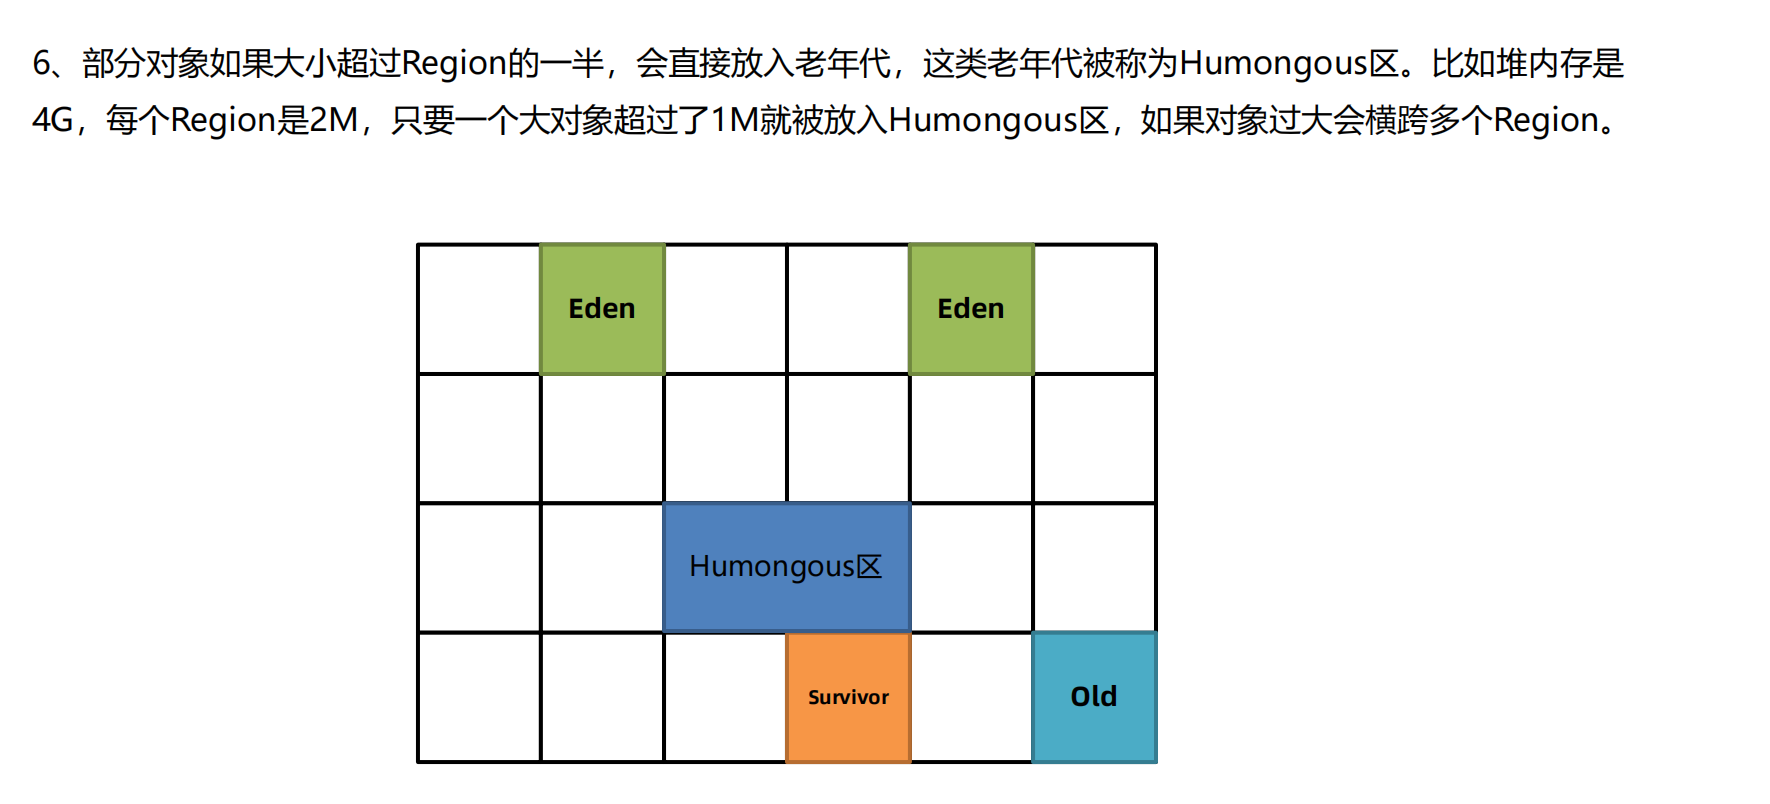 6、部分对象如果大小超过Region的一半，会直接放入老年代，这类老年代被称为Humongous区。比如堆内存是
4G，每个Region是2M，只要一个大对象超过了1M就被放入Humongous区，如果对象过大会横跨多个Region。
Eden
Eden
Humongous区
Survivor
Old